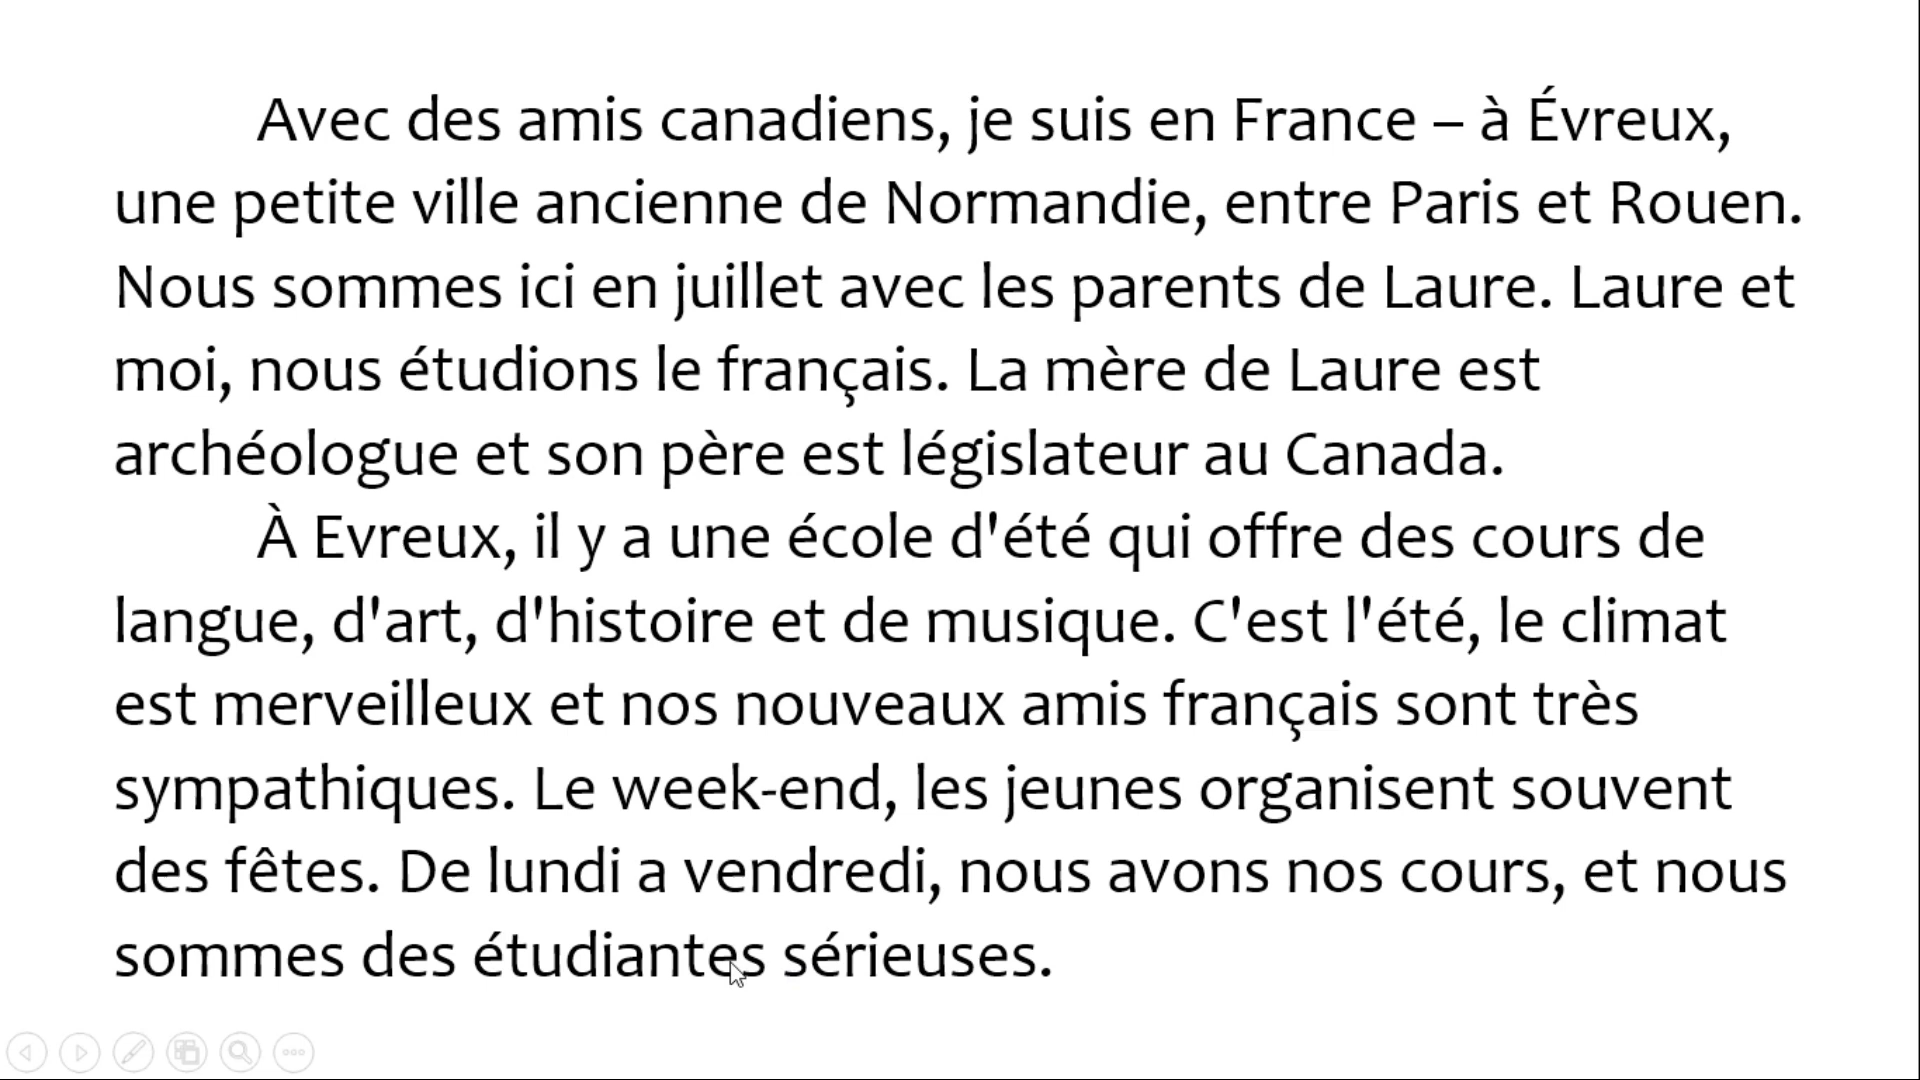 Avec des amis canadiens, je suis en France – à Évreux,
une petite ville ancienne de Normandie, entre Paris et Rouen.
Nous sommes ici en juillet avec les parents de Laure. Laure et
moi, nous étudions le français. La mère de Laure est
archéologue et son père est législateur au Canada.
À Evreux, il y a une école d'été qui offre des cours de
langue, d'art, d'histoire et de musique. C'est l'été, le climat
est merveilleux et nos nouveaux amis français sont très
sympathiques. Le week-end, les jeunes organisent souvent
des fêtes. De lundi a vendredi, nous avons nos cours, et nous
sommes des étudiantes sérieuses.